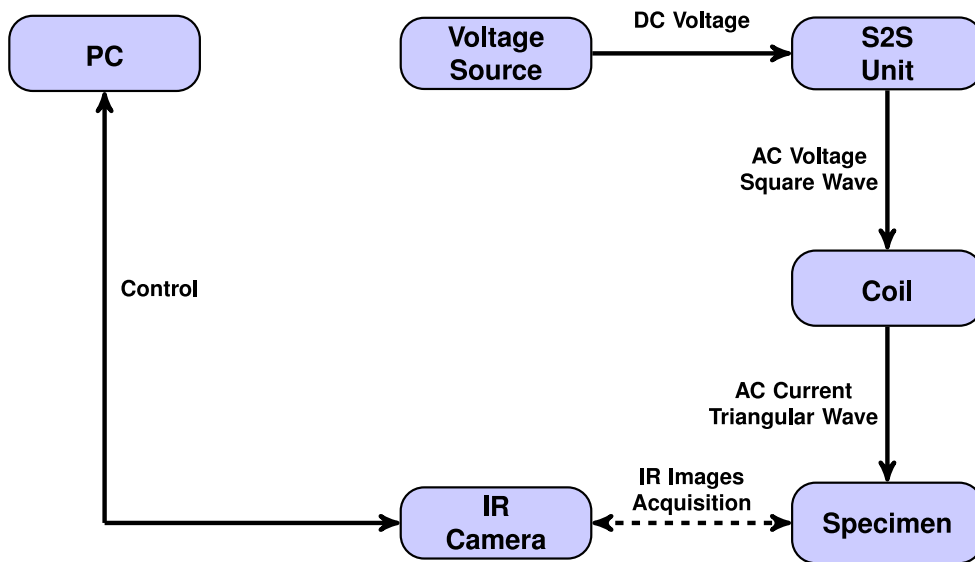 PC
Voltage
Source
DC Voltage
S2S
Unit
AC Voltage
Square Wave
Control
Coil
AC Current
Triangular Wave
IR
Camera
IR Images
Acquisition
Specimen